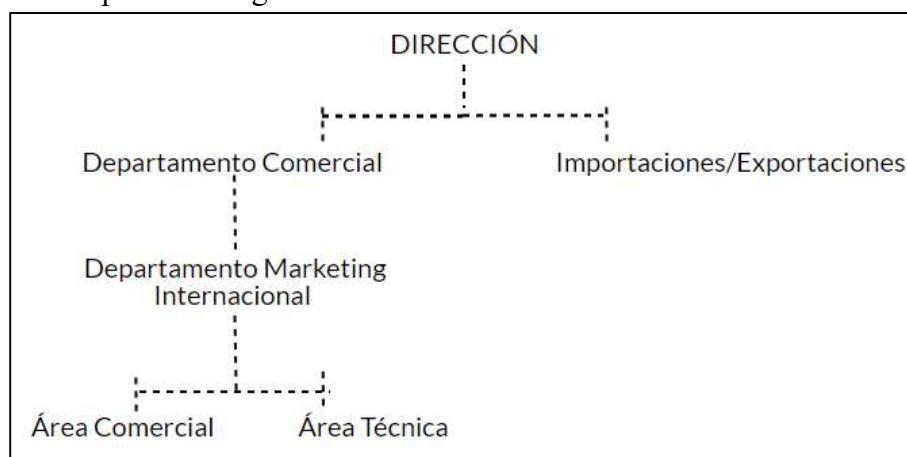 DIRECCIÓN
Departamento Comercial
Importaciones/Exportaciones
Departamento Marketing
Internacional
Área Comercial
Área Técnica